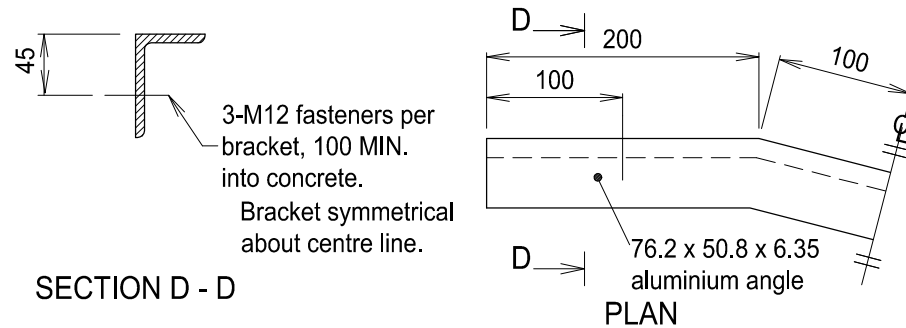 45
3-M12 fasteners per
bracket, 100 MIN.
into concrete.
Bracket symmetrical
about centre line.
SECTION D - D
D
200
100
100
D
76.2 x 50.8 x 6.35
aluminium angle
PLAN